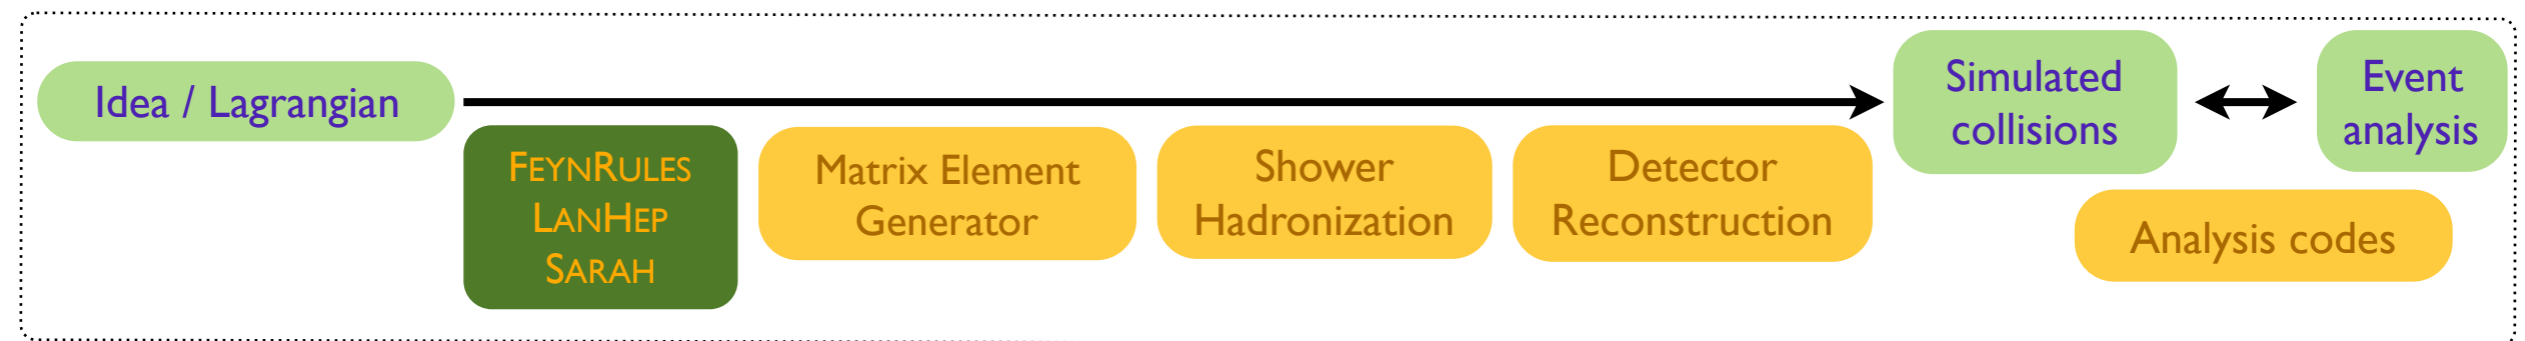 Idea / Lagrangian
FEYNRULES
LANHEP
SARAH
Matrix Element
Generator
Shower
Hadronization
Detector
Reconstruction
Simulated
collisions
Event
analysis
Analysis codes